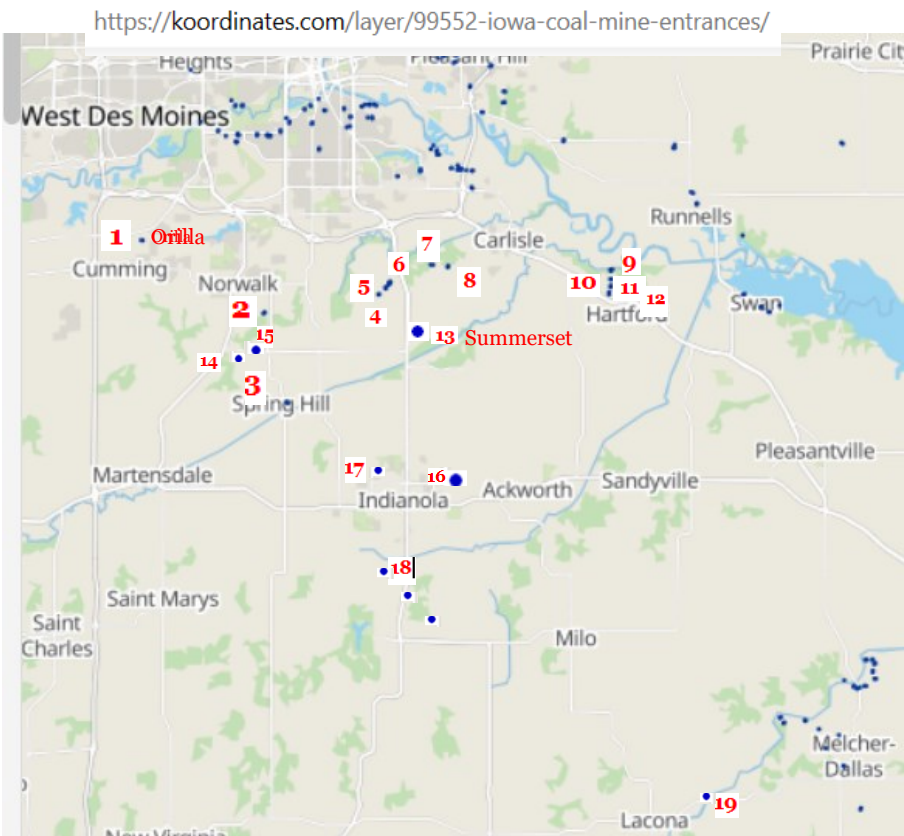 https://koordinates.com/layer/99552-iowa-coal-mine-entrances/
Prairie City
Heights
Pleasant Hill
West Des Moines
Runnells
1
Orilla
7
Carlisle
Cumming
6
9
8
10
Norwalk
5
11
12
2
4
Hartford
Swan
15
13 Summerset
14
3
Spring Hill
Pleasantville
17
16
Martensdale
Sandyville
Ackworth
Indianola
18
Saint Marys
Saint
Charles
Milo
Melcher-
Dallas
19
Lacona
New Virginia